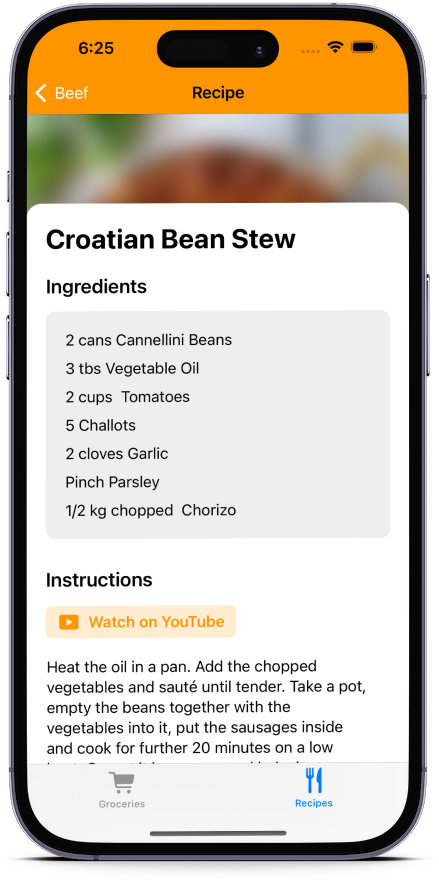 6:25
Beef
Recipe
Croatian Bean Stew
Ingredients
2 cans Cannellini Beans
3 tbs Vegetable Oil
2 cups  Tomatoes
5 Challots
2 cloves Garlic
Pinch Parsley
1/2 kg chopped  Chorizo
Instructions
Watch on YouTube
Heat the oil in a pan. Add the chopped
vegetables and sauté until tender. Take a pot,
empty the beans together with the
vegetables into it, put the sausages inside
and cook for further 20 minutes on a low
Groceries
Recipes